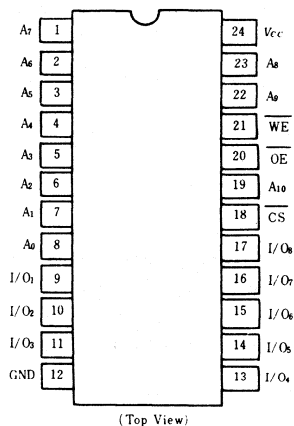 A7 1 24 Vcc
A6 2 23 A8
A5 3 22 A9
A4 4 21 WE
A3 5 20 OE
A2 6 19 A10
A1 7 18 CS
A0 8 17 I/O8
I/O1 9 16 I/O7
I/O2 10 15 I/O6
I/O3 11 14 I/O5
GND 12 13 I/O4
(Top View)